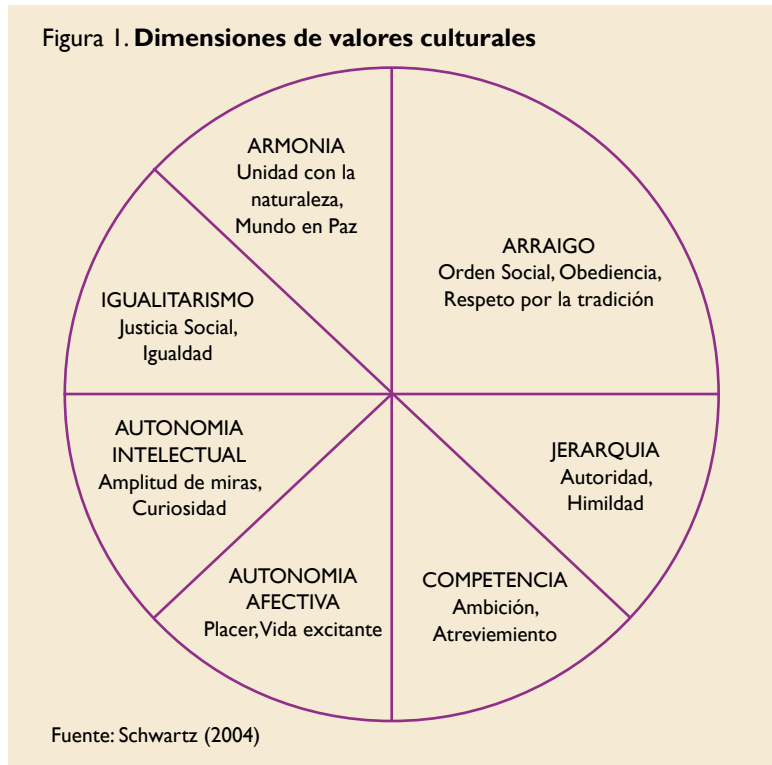 Figura 1. Dimensiones de valores culturales
ARMONIA
Unidad con la
naturaleza,
Mundo en Paz
ARRAIGO
Orden Social, Obediencia,
Respeto por la tradición
IGUALITARISMO
Justicia Social,
Igualdad
AUTONOMIA
INTELECTUAL
Amplitud de miras,
Curiosidad
JERARQUIA
Autoridad,
Himildad
AUTONOMIA
AFECTIVA
Placer, Vida excitante
COMPETENCIA
Ambición,
Atreviemiento
Fuente: Schwartz (2004)